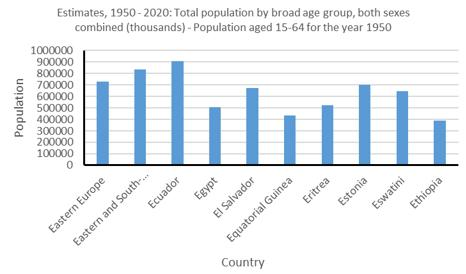 Estimates, 1950 - 2020: Total population by broad age group, both sexes
combined (thousands) - Population aged 15-64 for the year 1950
Population
1000000
900000
800000
700000
600000
500000
400000
300000
200000
100000
0
Eastern Europe
Eastern and South-...
Ecuador
Egypt
El Salvador
Equatorial Guinea
Eritrea
Estonia
Eswatini
Ethiopia
Country